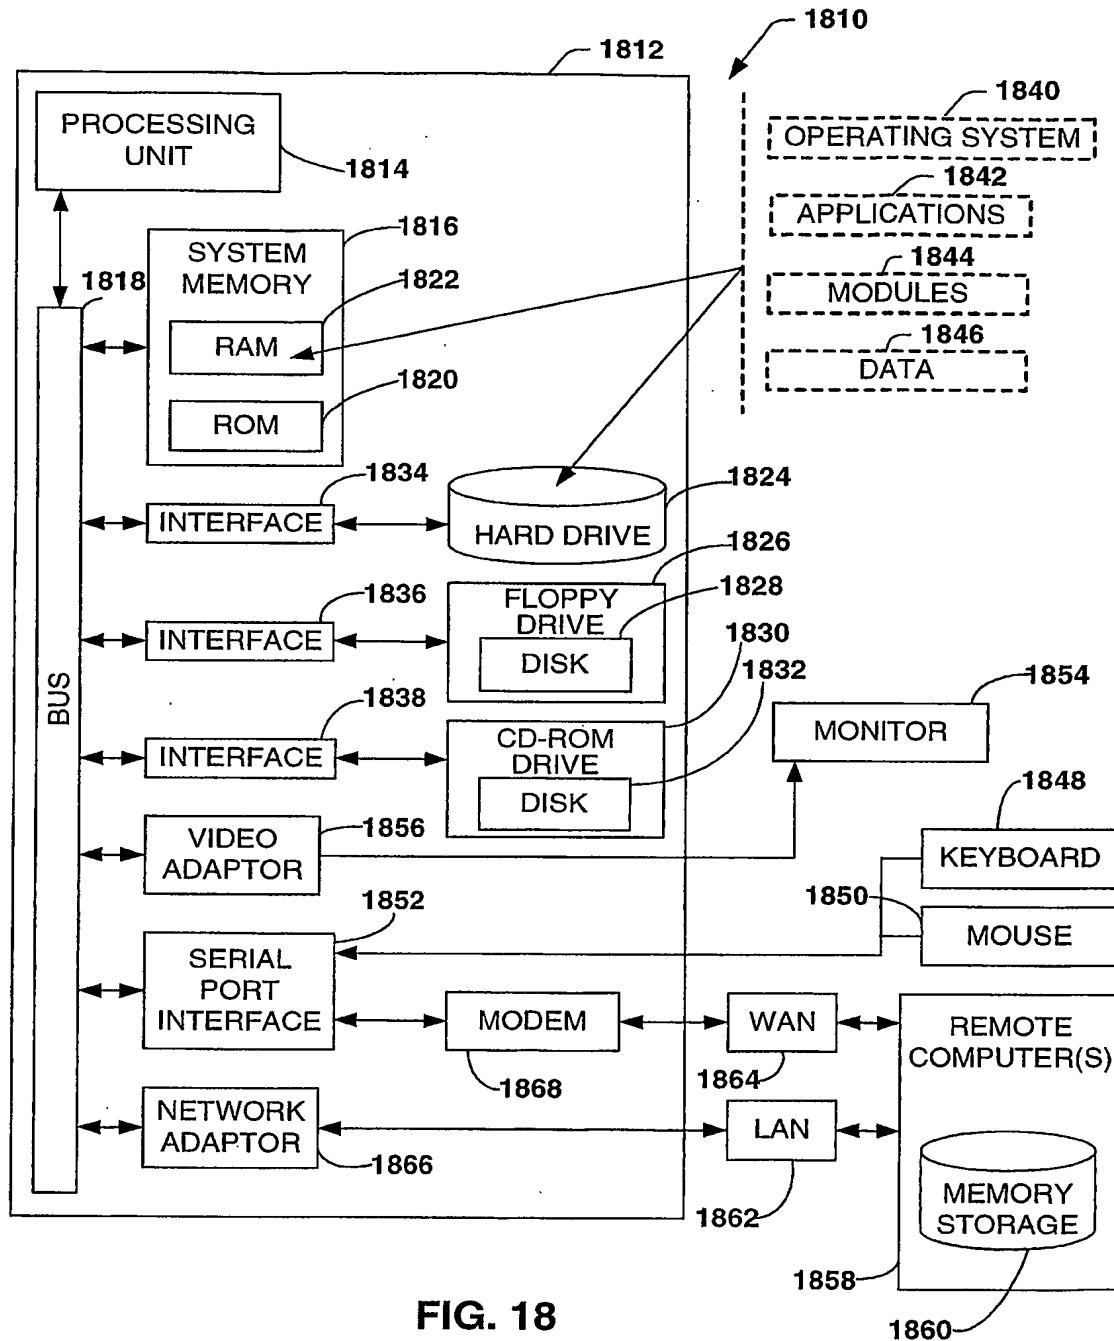 1810
1812
1840
PROCESSING
UNIT
OPERATING SYSTEM
1814
1842
APPLICATIONS
1816
SYSTEM
MEMORY
1844
1818
1822
MODULES
RAM
1846
1820
DATA
ROM
1834
1824
INTERFACE
HARD DRIVE
1826
1836
FLOPPY
DRIVE
1828
INTERFACE
DISK
1830
1832
BUS
1838
1854
CD-ROM
DRIVE
MONITOR
INTERFACE
DISK
1848
1856
VIDEO
ADAPTOR
KEYBOARD
1852
1850
MOUSE
SERIAL
PORT
INTERFACE
MODEM
WAN
REMOTE
COMPUTER(S)
1868
1864
NETWORK
ADAPTOR
LAN
1866
MEMORY
STORAGE
1862
1858
1860
FIG. 18